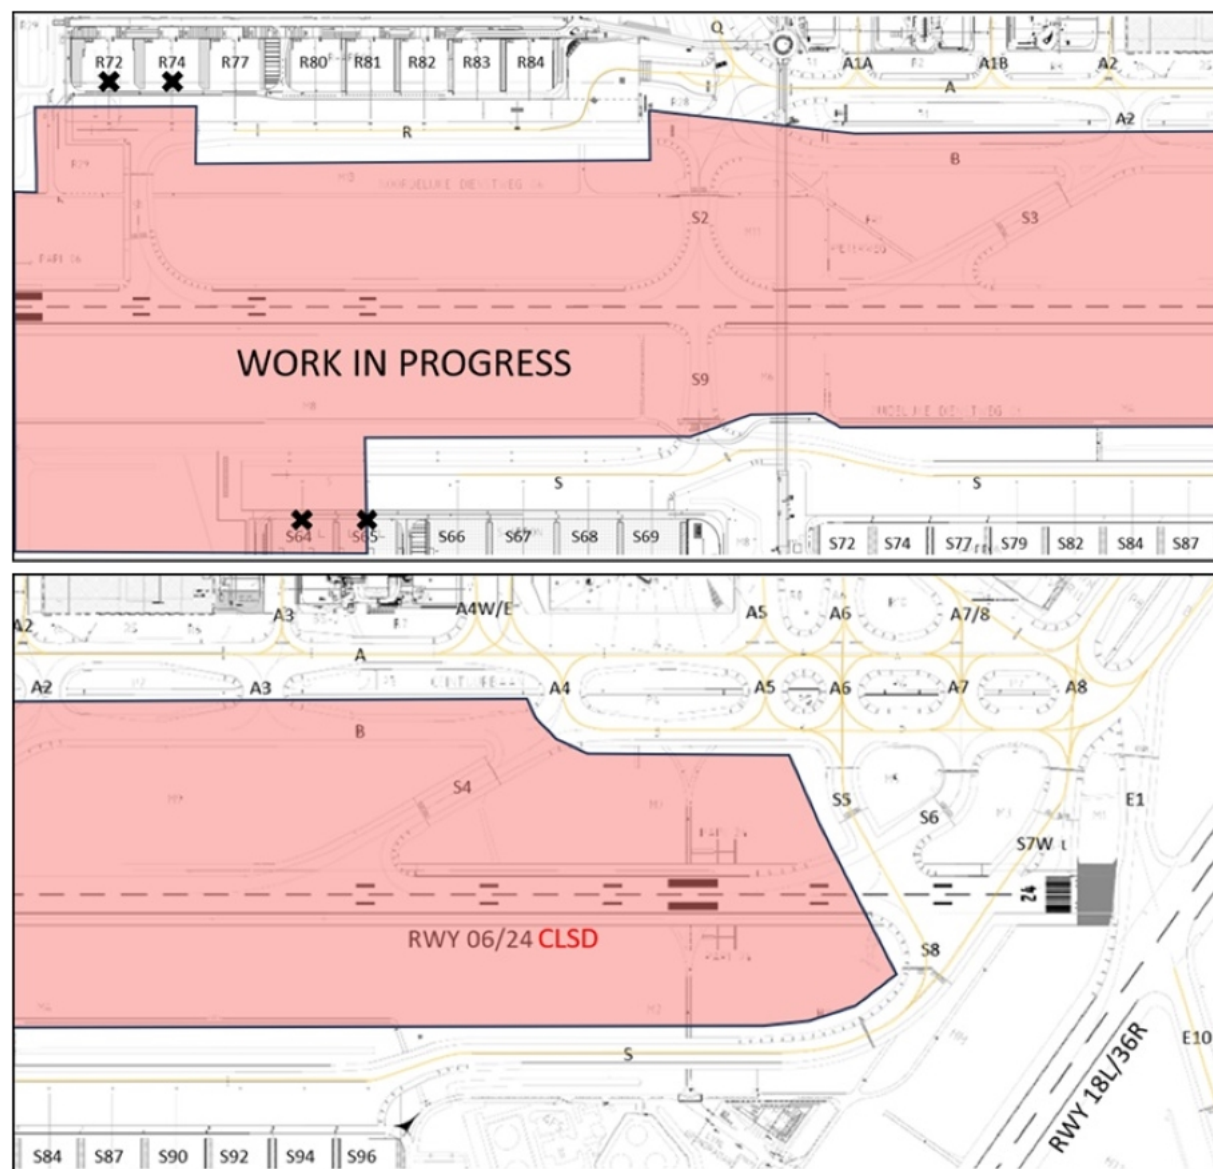 Q
R72 R74 R77 R80 R81 R82 R83 R84
A1A A1B A2
A
R28
A2
R
B
R29
S2
S3
WORK IN PROGRESS
S9
S S
S64 S65 S66 S67 S68 S69 S72 S74 S77 S79 S82 S84 S87
A2 A3 A4W/E A5 A6 A7/8
A
A2 A3 A4 A5 A6 A7 A8
B
S4
S5
S6
E1
S7W
24
RWY 06/24 CLSD
S8
S
E10
RWY 18L/36R
S84 S87 S90 S92 S94 S96